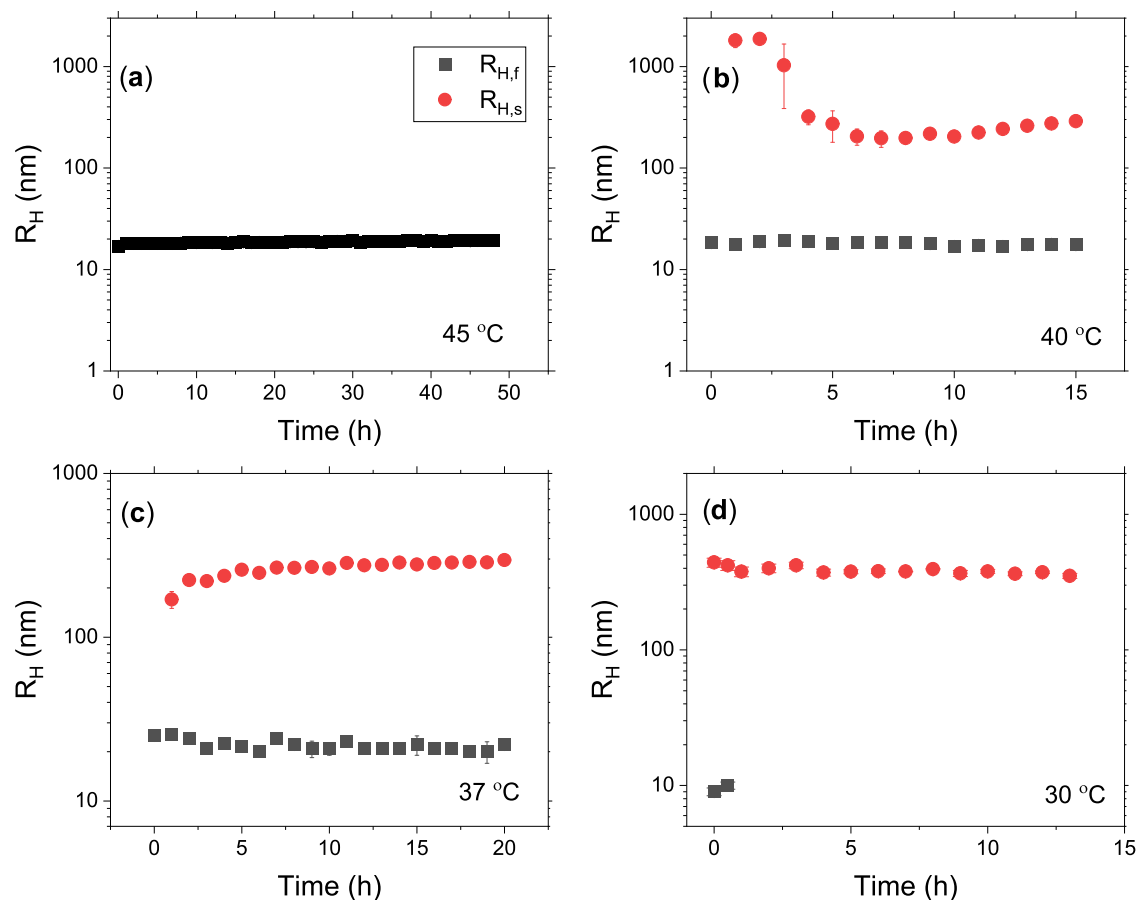 (a)
R_H,f
R_H,s
1000
100
10
1
R_H (nm)
45 °C
0 10 20 30 40 50
Time (h)
(b)
1000
100
10
1
R_H (nm)
40 °C
0 5 10 15
Time (h)
(c)
1000
100
10
R_H (nm)
37 °C
0 5 10 15 20
Time (h)
(d)
1000
100
10
R_H (nm)
30 °C
0 5 10 15
Time (h)